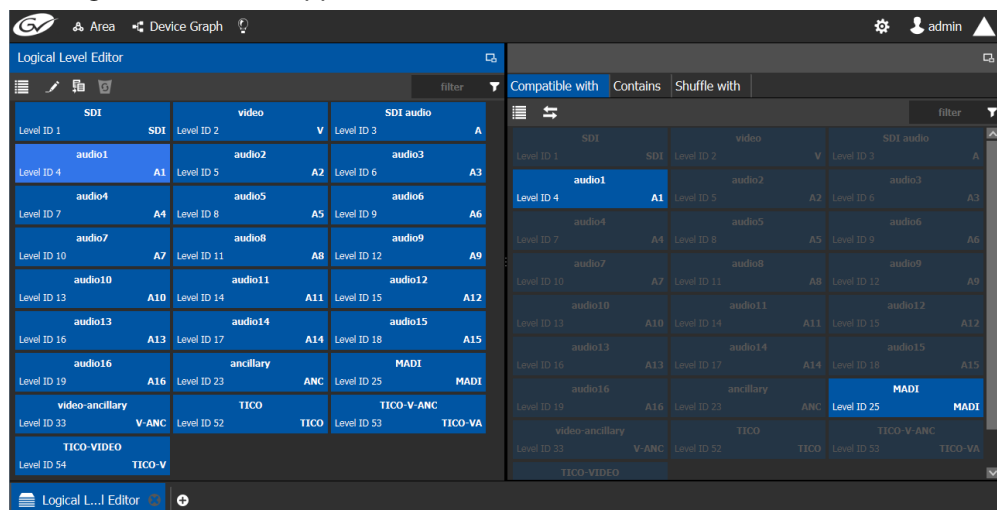 GV Area Device Graph admin
Logical Level Editor
filter
Compatible with Contains Shuffle with
filter
SDI video SDI audio
Level ID 1 SDI Level ID 2 V Level ID 3 A
audio1 audio2 audio3
Level ID 4 A1 Level ID 5 A2 Level ID 6 A3
audio4 audio5 audio6
Level ID 7 A4 Level ID 8 A5 Level ID 9 A6
audio7 audio8 audio9
Level ID 10 A7 Level ID 11 A8 Level ID 12 A9
audio10 audio11 audio12
Level ID 13 A10 Level ID 14 A11 Level ID 15 A12
audio13 audio14 audio15
Level ID 16 A13 Level ID 17 A14 Level ID 18 A15
audio16 ancillary MADI
Level ID 19 A16 Level ID 23 ANC Level ID 25 MADI
video-ancillary TICO TICO-V-ANC
Level ID 33 V-ANC Level ID 52 TICO Level ID 53 TICO-VA
TICO-VIDEO
Level ID 54 TICO-V
SDI video SDI audio
Level ID 1 SDI Level ID 2 V Level ID 3 A
audio1 audio2 audio3
Level ID 4 A1 Level ID 5 A2 Level ID 6 A3
audio4 audio5 audio6
Level ID 7 A4 Level ID 8 A5 Level ID 9 A6
audio7 audio8 audio9
Level ID 10 A7 Level ID 11 A8 Level ID 12 A9
audio10 audio11 audio12
Level ID 13 A10 Level ID 14 A11 Level ID 15 A12
audio13 audio14 audio15
Level ID 16 A13 Level ID 17 A14 Level ID 18 A15
audio16 ancillary MADI
Level ID 19 A16 Level ID 23 ANC Level ID 25 MADI
video-ancillary TICO TICO-V-ANC
Level ID 33 V-ANC Level ID 52 TICO Level ID 53 TICO-VA
TICO-VIDEO
Logical L...l Editor